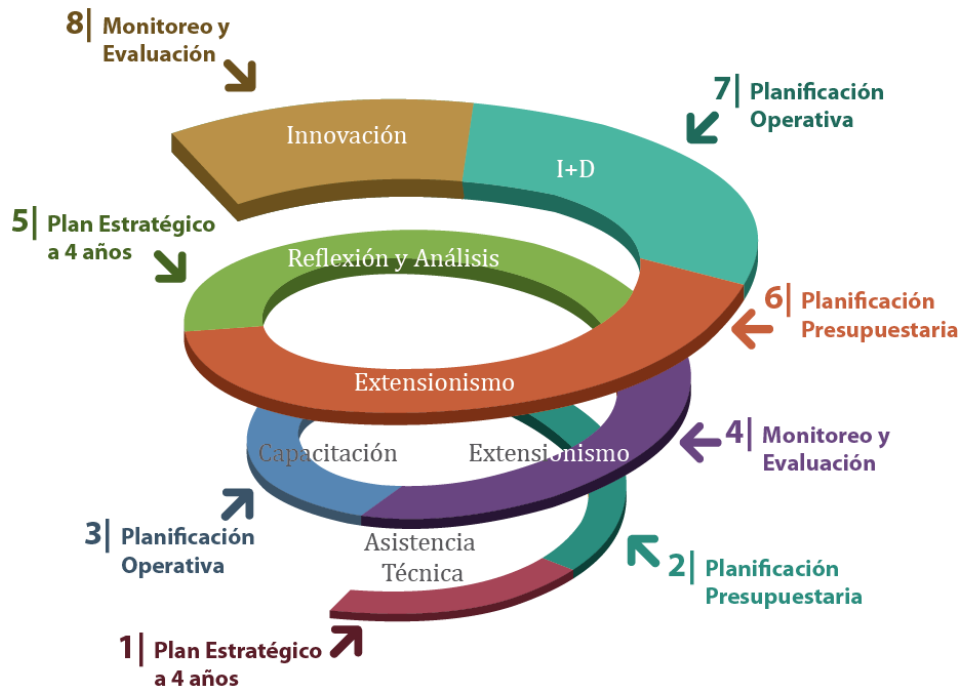 8| Monitoreo y
Evaluación
7| Planificación
Operativa
Innovación
I+D
5| Plan Estratégico
a 4 años
Reflexión y Análisis
6| Planificación
Presupuestaria
Extensionismo
4| Monitoreo y
Evaluación
Capacitación
Extensionismo
3| Planificación
Operativa
Asistencia
Técnica
2| Planificación
Presupuestaria
1| Plan Estratégico
a 4 años